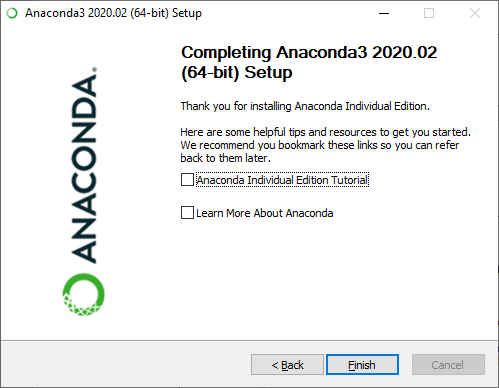 Anaconda3 2020.02 (64-bit) Setup
Completing Anaconda3 2020.02
(64-bit) Setup
Thank you for installing Anaconda Individual Edition.
Here are some helpful tips and resources to get you started.
We recommend you bookmark these links so you can refer
back to them later.
Anaconda Individual Edition Tutorial
Learn More About Anaconda
ANACONDA.
< Back
Finish
Cancel